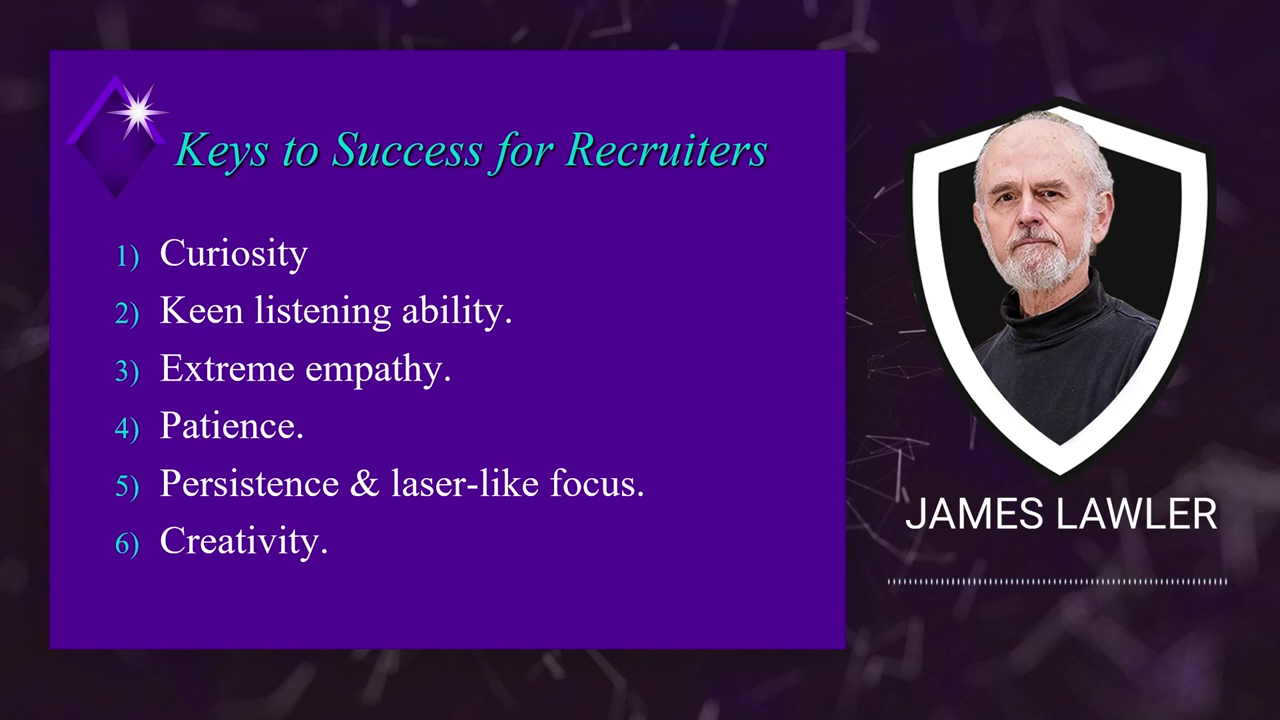 Keys to Success for Recruiters
1) Curiosity
2) Keen listening ability.
3) Extreme empathy.
4) Patience.
5) Persistence & laser-like focus.
6) Creativity.
JAMES LAWLER